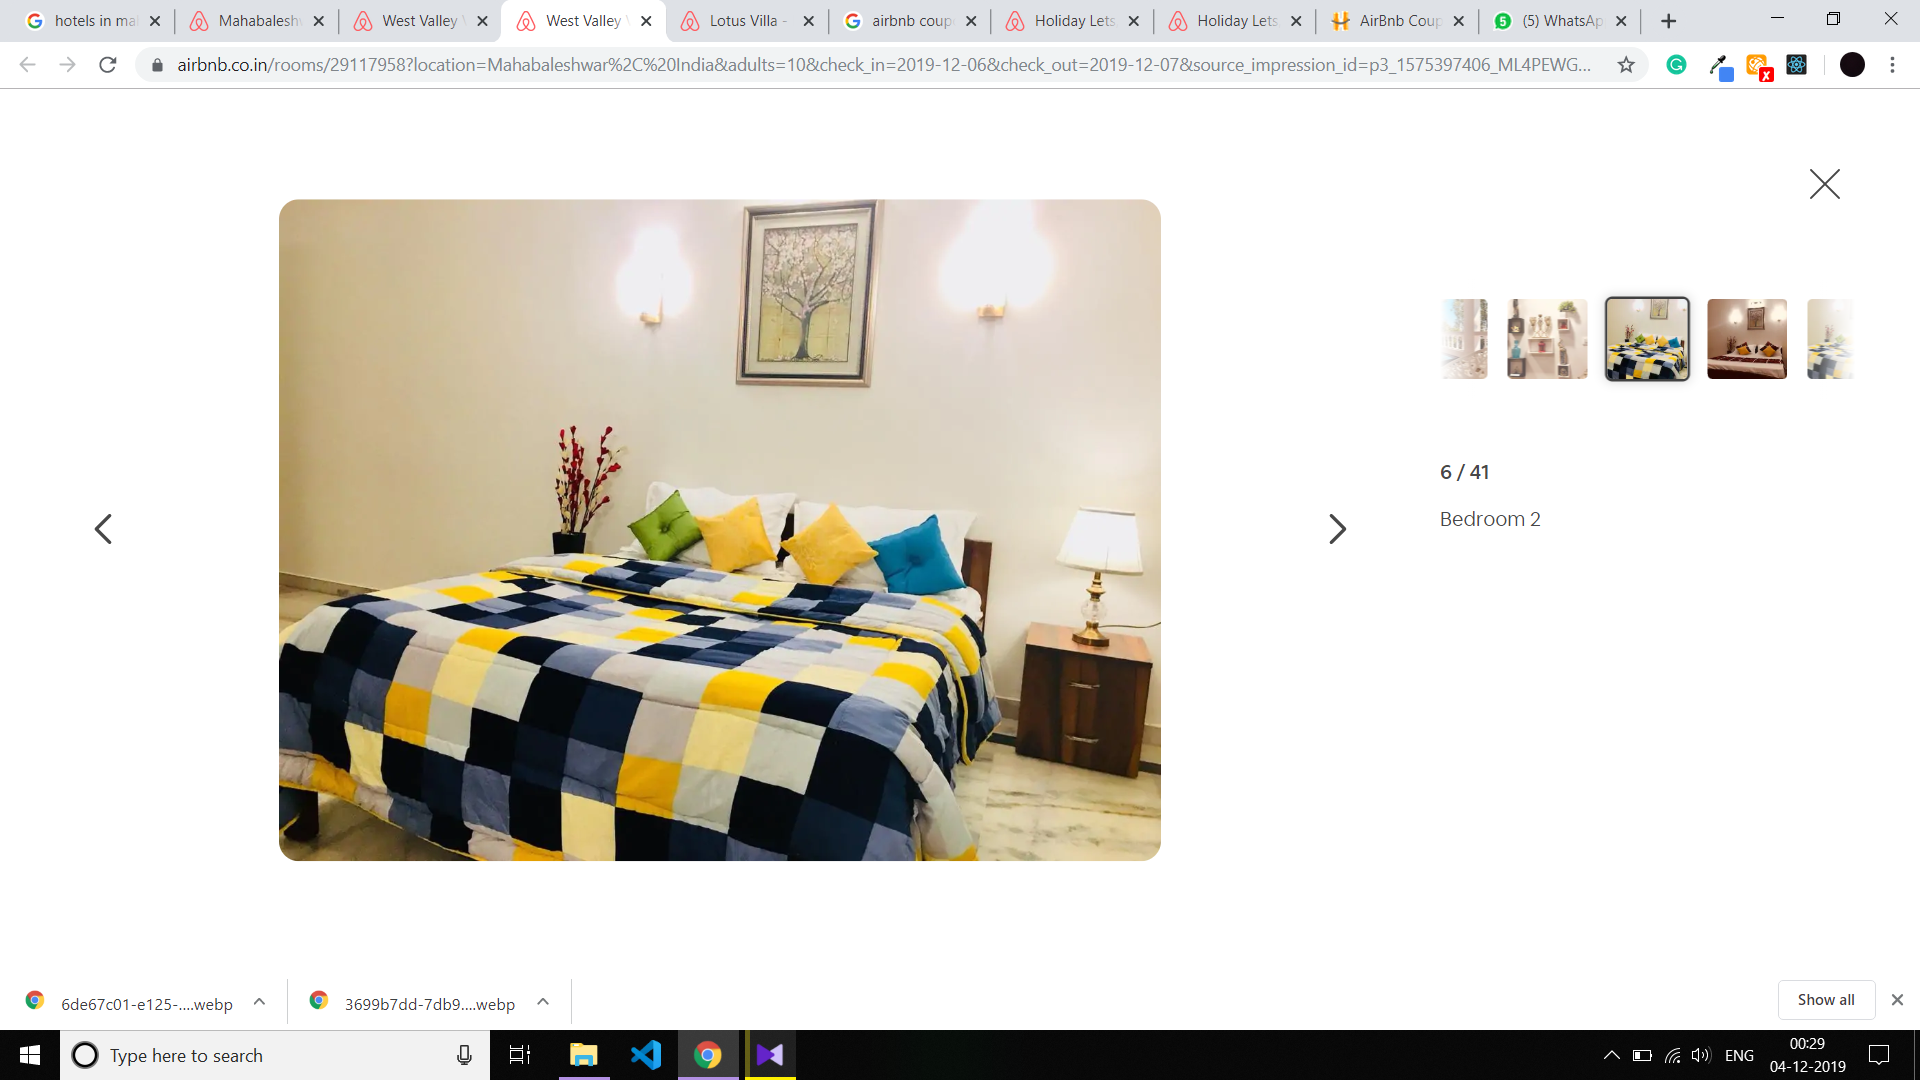 hotels in ma
Mahabalesh
West Valley
West Valley
Lotus Villa -
airbnb coup
Holiday Lets
Holiday Lets
AirBnb Coup
(5) WhatsAp
airbnb.co.in/rooms/29117958?location=Mahabaleshwar%2C%20India&adults=10&check_in=2019-12-06&check_out=2019-12-07&source_impression_id=p3_1575397406_ML4PEWG...
6 / 41
Bedroom 2
6de67c01-e125-....webp
3699b7dd-7db9....webp
Show all
Type here to search
ENG
00:29
04-12-2019